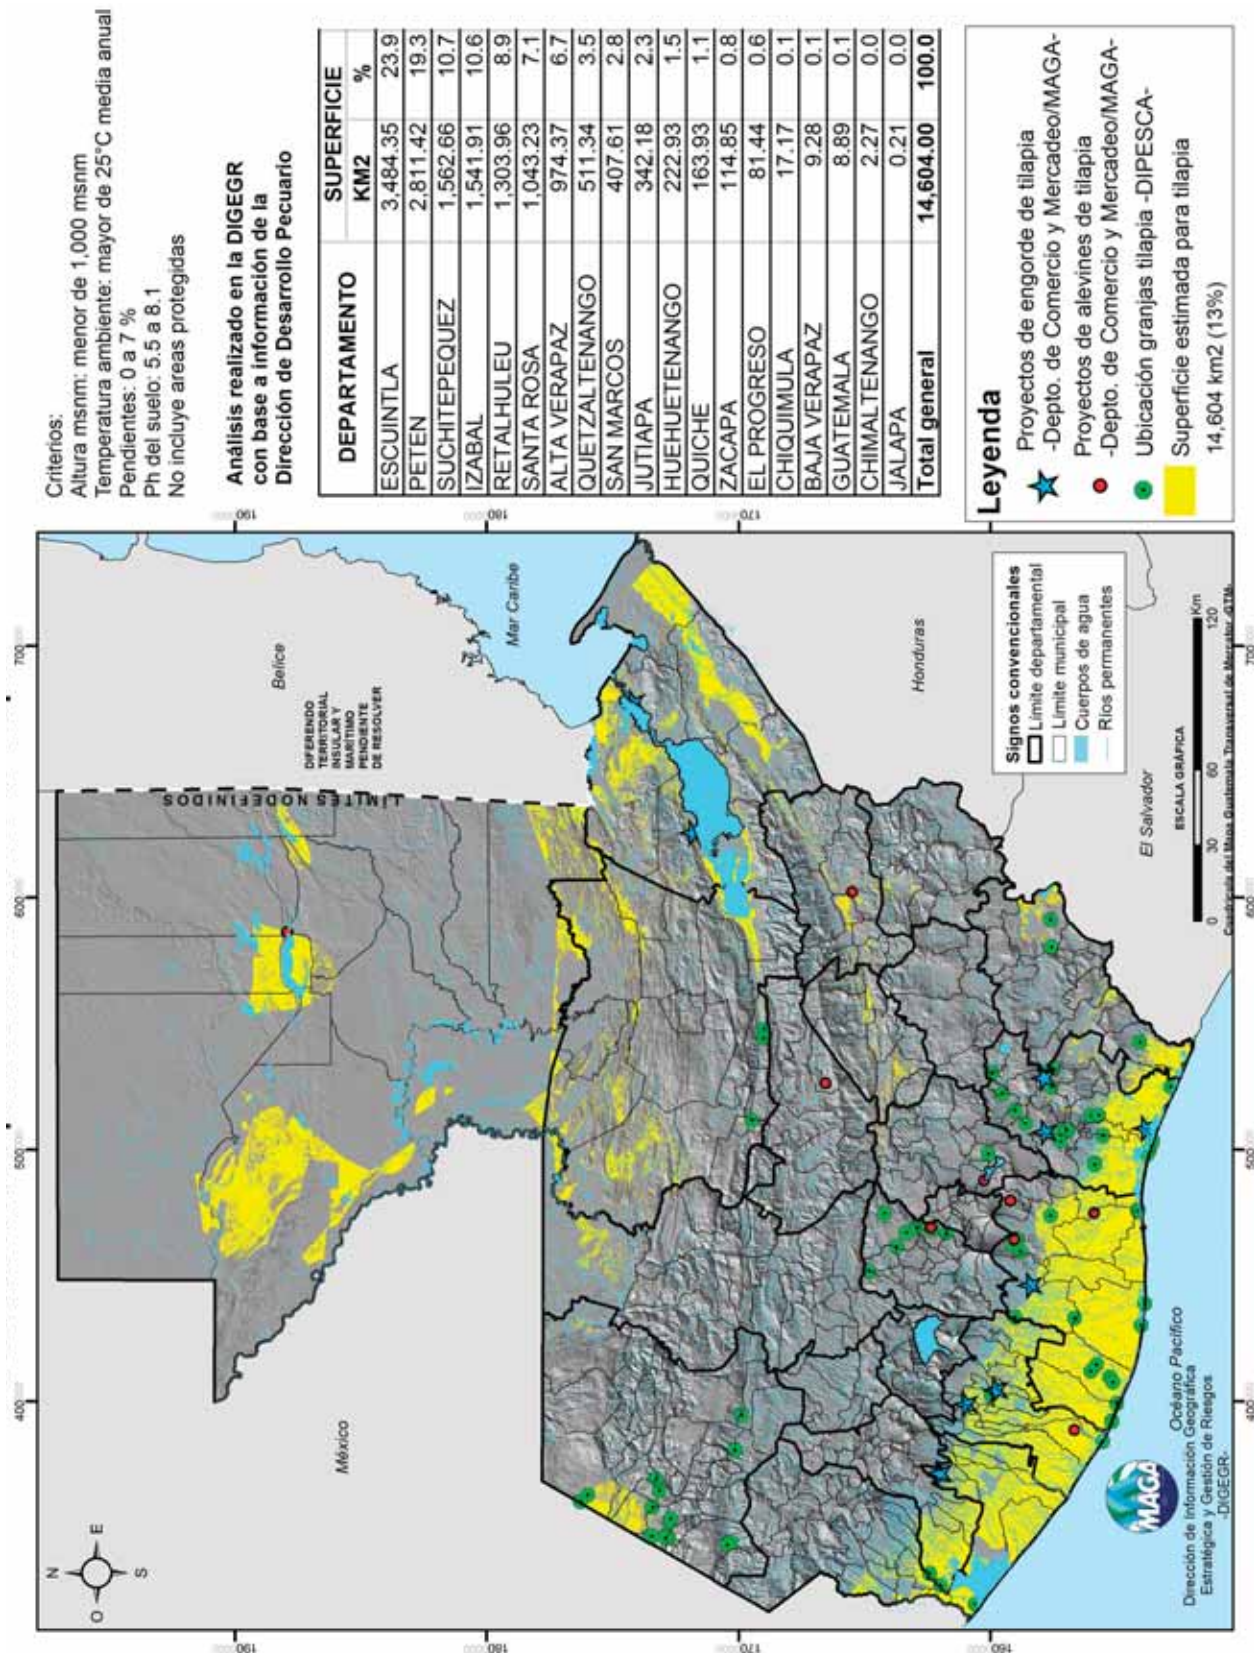 Criterios:
Altura msnm: menor de 1,000 msnm
Temperatura ambiente: mayor de 25°C media anual
Pendientes: 0 a 7 %
Ph del suelo: 5.5 a 8.1
No incluye areas protegidas
Análisis realizado en la DIGEGR
con base a información de la
Dirección de Desarrollo Pecuario
DEPARTAMENTO SUPERFICIE
KM2 %
ESCUINTLA 3,484.35 23.9
PETEN 2,811.42 19.3
SUCHITEPEQUEZ 1,562.66 10.7
IZABAL 1,541.91 10.6
RETALHULEU 1,303.96 8.9
SANTA ROSA 1,043.23 7.1
ALTA VERAPAZ 974.37 6.7
QUETZALTENANGO 511.34 3.5
SAN MARCOS 407.61 2.8
JUTIAPA 342.18 2.3
HUEHUETENANGO 222.93 1.5
QUICHE 163.93 1.1
ZACAPA 114.85 0.8
EL PROGRESO 81.44 0.6
CHIQUIMULA 17.17 0.1
BAJA VERAPAZ 9.28 0.1
GUATEMALA 8.89 0.1
CHIMALTENANGO 2.27 0.0
JALAPA 0.21 0.0
Total general 14,604.00 100.0
Leyenda
Proyectos de engorde de tilapia
-Depto. de Comercio y Mercadeo/MAGA-
Proyectos de alevines de tilapia
-Depto. de Comercio y Mercadeo/MAGA-
Ubicación granjas tilapia -DIPESCA-
Superficie estimada para tilapia
14,604 km2 (13%)
N
O E
S
México
Belice
DIFERENDO
TERRITORIAL
INSULAR Y
MARÍTIMO
PENDIENTE
DE RESOLVER
LÍMITES NO DEFINIDOS
Mar Caribe
Honduras
El Salvador
Océano Pacífico
Signos convencionales
Límite departamental
Límite municipal
Cuerpos de agua
Ríos permanentes
ESCALA GRÁFICA
0 30 60 120 Km
Cuadrícula del Mapa Guatemala Transversal de Mercator -GTM-
MAGA
Dirección de Información Geográfica
Estratégica y Gestión de Riesgos
-DIGEGR-